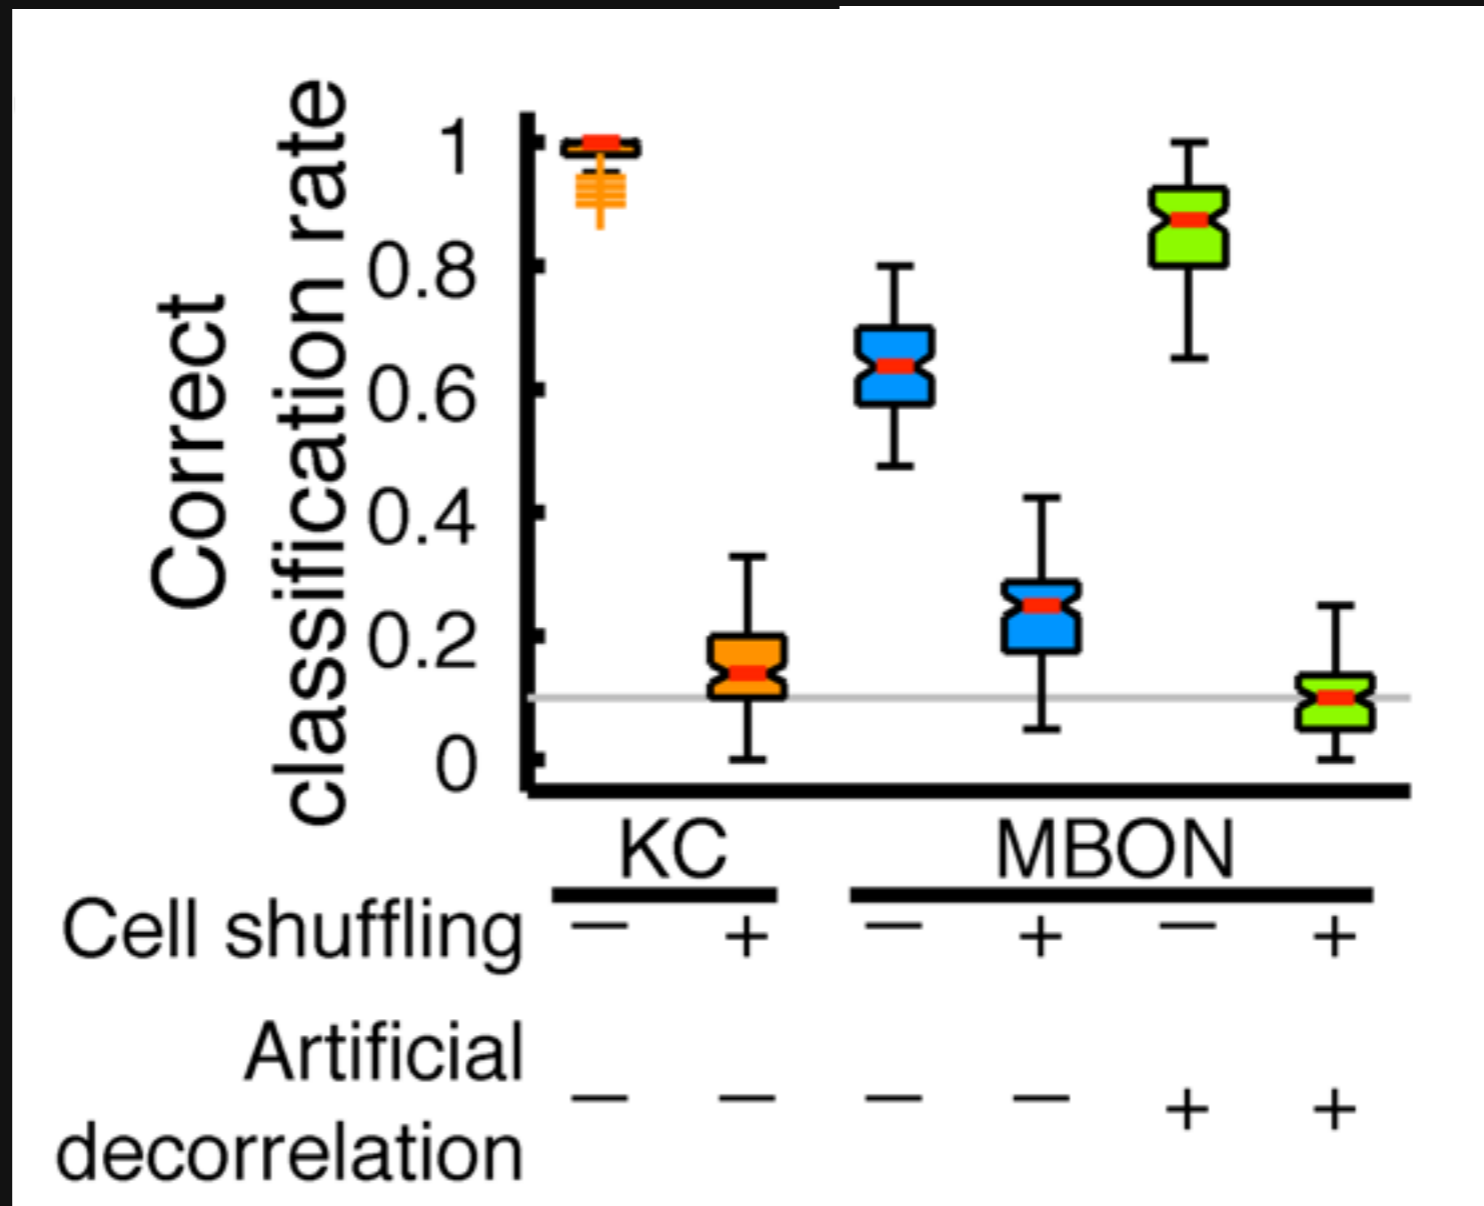 Correct
classification rate
1
0.8
0.6
0.4
0.2
0
KC MBON
Cell shuffling − + − + − +
Artificial
decorrelation − − − − + +